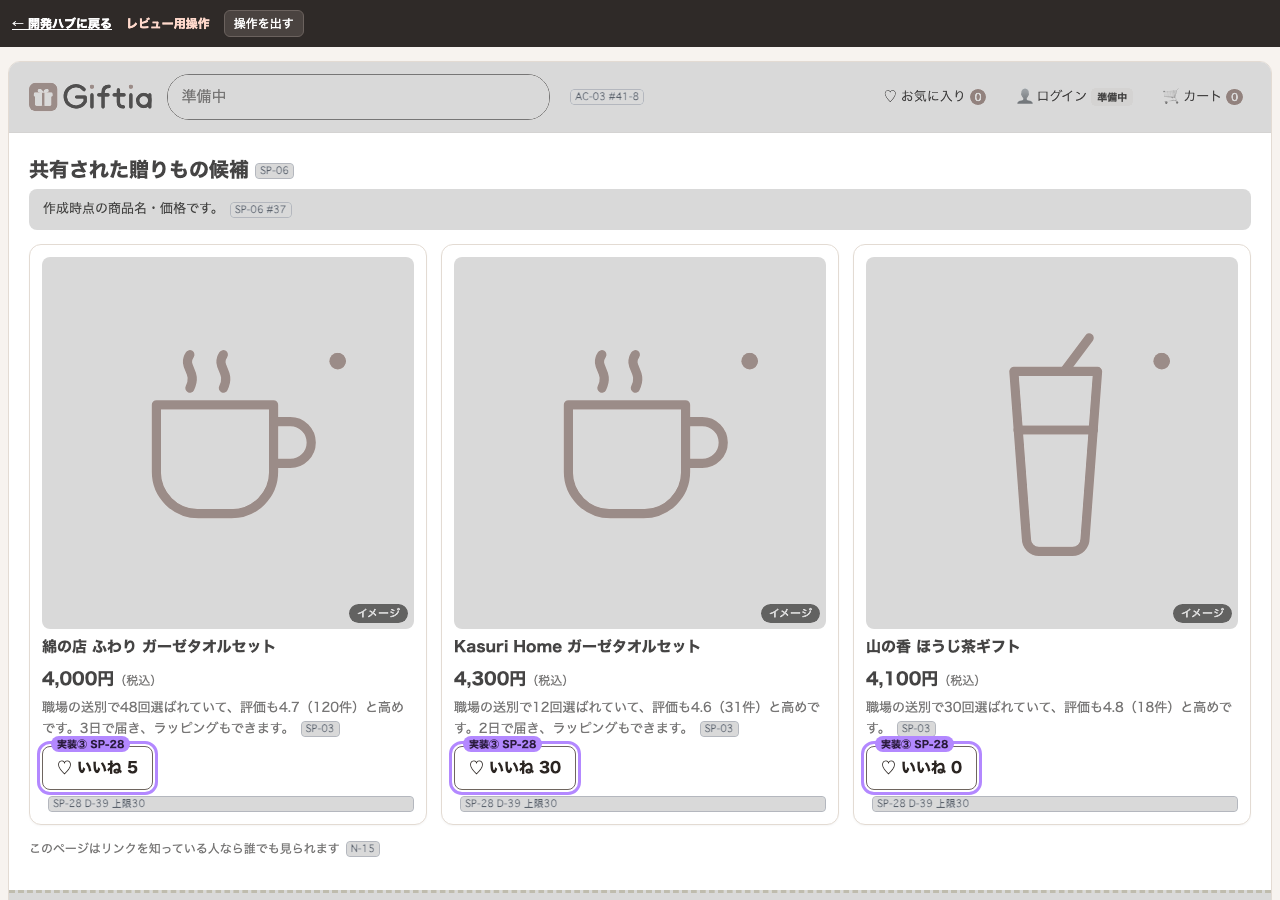 ← 開発ハブに戻る レビュー用操作 操作を出す
Giftia 準備中 AC-03 #41-8 ♡ お気に入り 0 ログイン 準備中 カート 0
共有された贈りもの候補 SP-06
作成時点の商品名・価格です。 SP-06 #37
イメージ
綿の店 ふわり ガーゼタオルセット
4,000円 (税込)
職場の送別で48回選ばれていて、評価も4.7（120件）と高め
です。3日で届き、ラッピングもできます。 SP-03
実装③ SP-28
♡ いいね 5
SP-28 D-39 上限30
イメージ
Kasuri Home ガーゼタオルセット
4,300円 (税込)
職場の送別で12回選ばれていて、評価も4.6（31件）と高めで
す。2日で届き、ラッピングもできます。 SP-03
実装③ SP-28
♡ いいね 30
SP-28 D-39 上限30
イメージ
山の香 ほうじ茶ギフト
4,100円 (税込)
職場の送別で30回選ばれていて、評価も4.8（18件）と高めで
す。 SP-03
実装③ SP-28
♡ いいね 0
SP-28 D-39 上限30
このページはリンクを知っている人なら誰でも見られます N-15